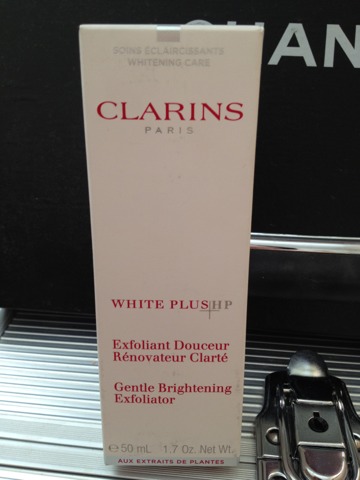 SOINS ÉCLAIRCISSANTS
WHITENING CARE
HAN
CLARINS
PARIS
WHITE PLUS HP
Exfoliant Douceur
Rénovateur Clarté
Gentle Brightening
Exfoliator
℮ 50 mL 1.7 Oz. Net Wt.
AUX EXTRAITS DE PLANTES